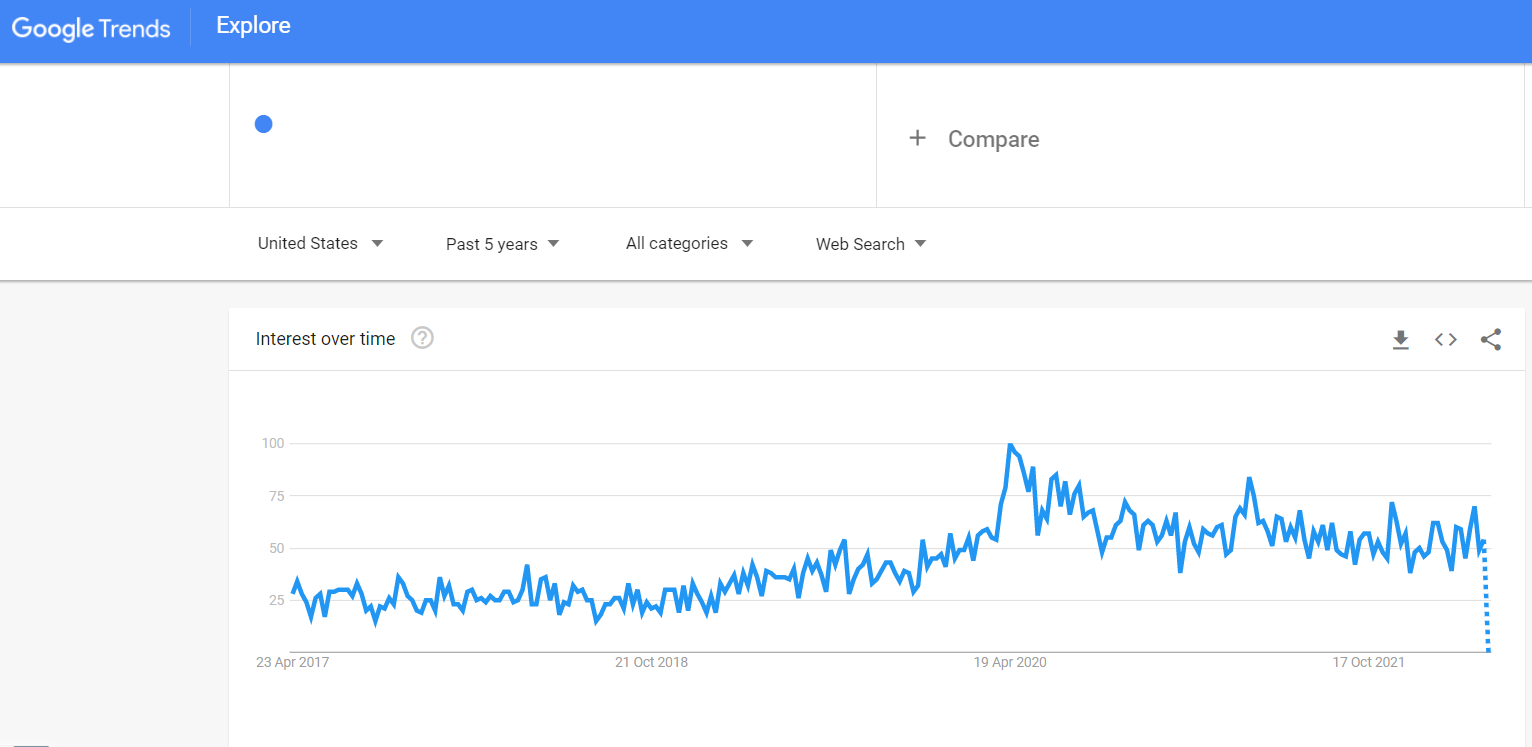 Google Trends Explore
+ Compare
United States Past 5 years All categories Web Search
Interest over time ?
100
75
50
25
23 Apr 2017 21 Oct 2018 19 Apr 2020 17 Oct 2021